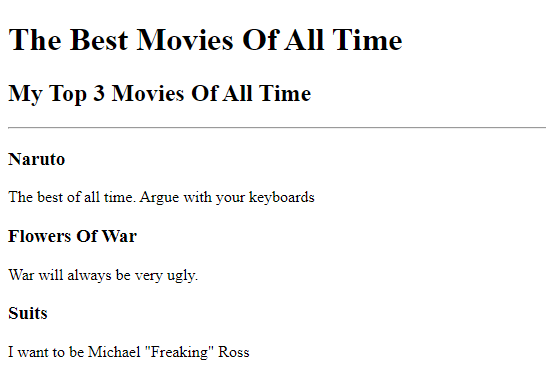 The Best Movies Of All Time
My Top 3 Movies Of All Time
Naruto
The best of all time. Argue with your keyboards
Flowers Of War
War will always be very ugly.
Suits
I want to be Michael "Freaking" Ross